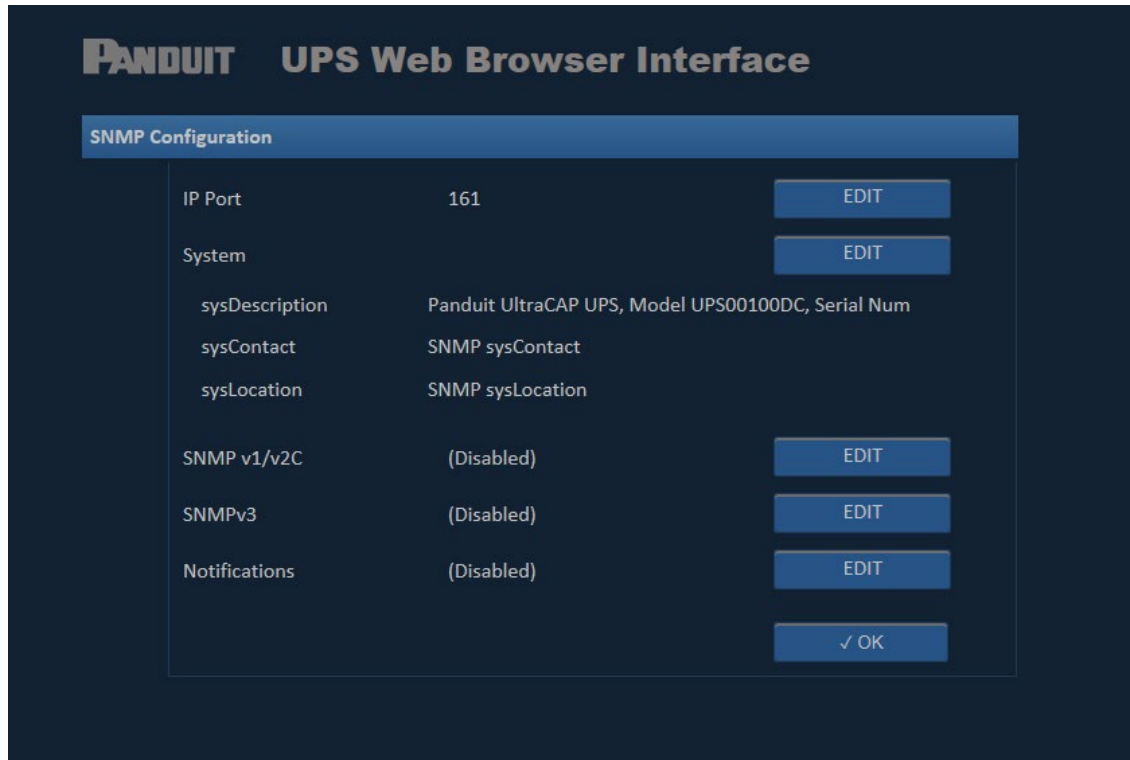 PANDUIT UPS Web Browser Interface
SNMP Configuration
IP Port 161 EDIT
System EDIT
sysDescription Panduit UltraCAP UPS, Model UPS00100DC, Serial Num
sysContact SNMP sysContact
sysLocation SNMP sysLocation
SNMP v1/v2C (Disabled) EDIT
SNMPv3 (Disabled) EDIT
Notifications (Disabled) EDIT
✓ OK